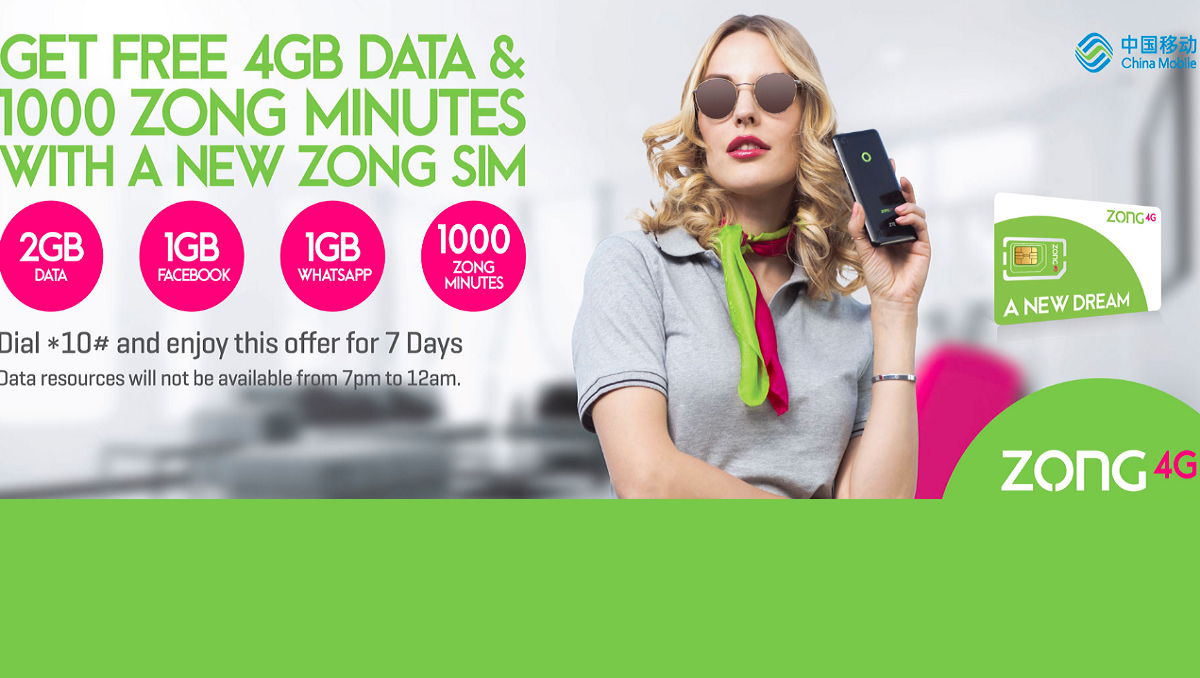 GET FREE 4GB DATA &
1000 ZONG MINUTES
WITH A NEW ZONG SIM
2GB
DATA
1GB
FACEBOOK
1GB
WHATSAPP
1000
ZONG
MINUTES
Dial *10# and enjoy this offer for 7 Days
Data resources will not be available from 7pm to 12am.
中国移动
China Mobile
ZONG 4G
A NEW DREAM
ZONG 4G